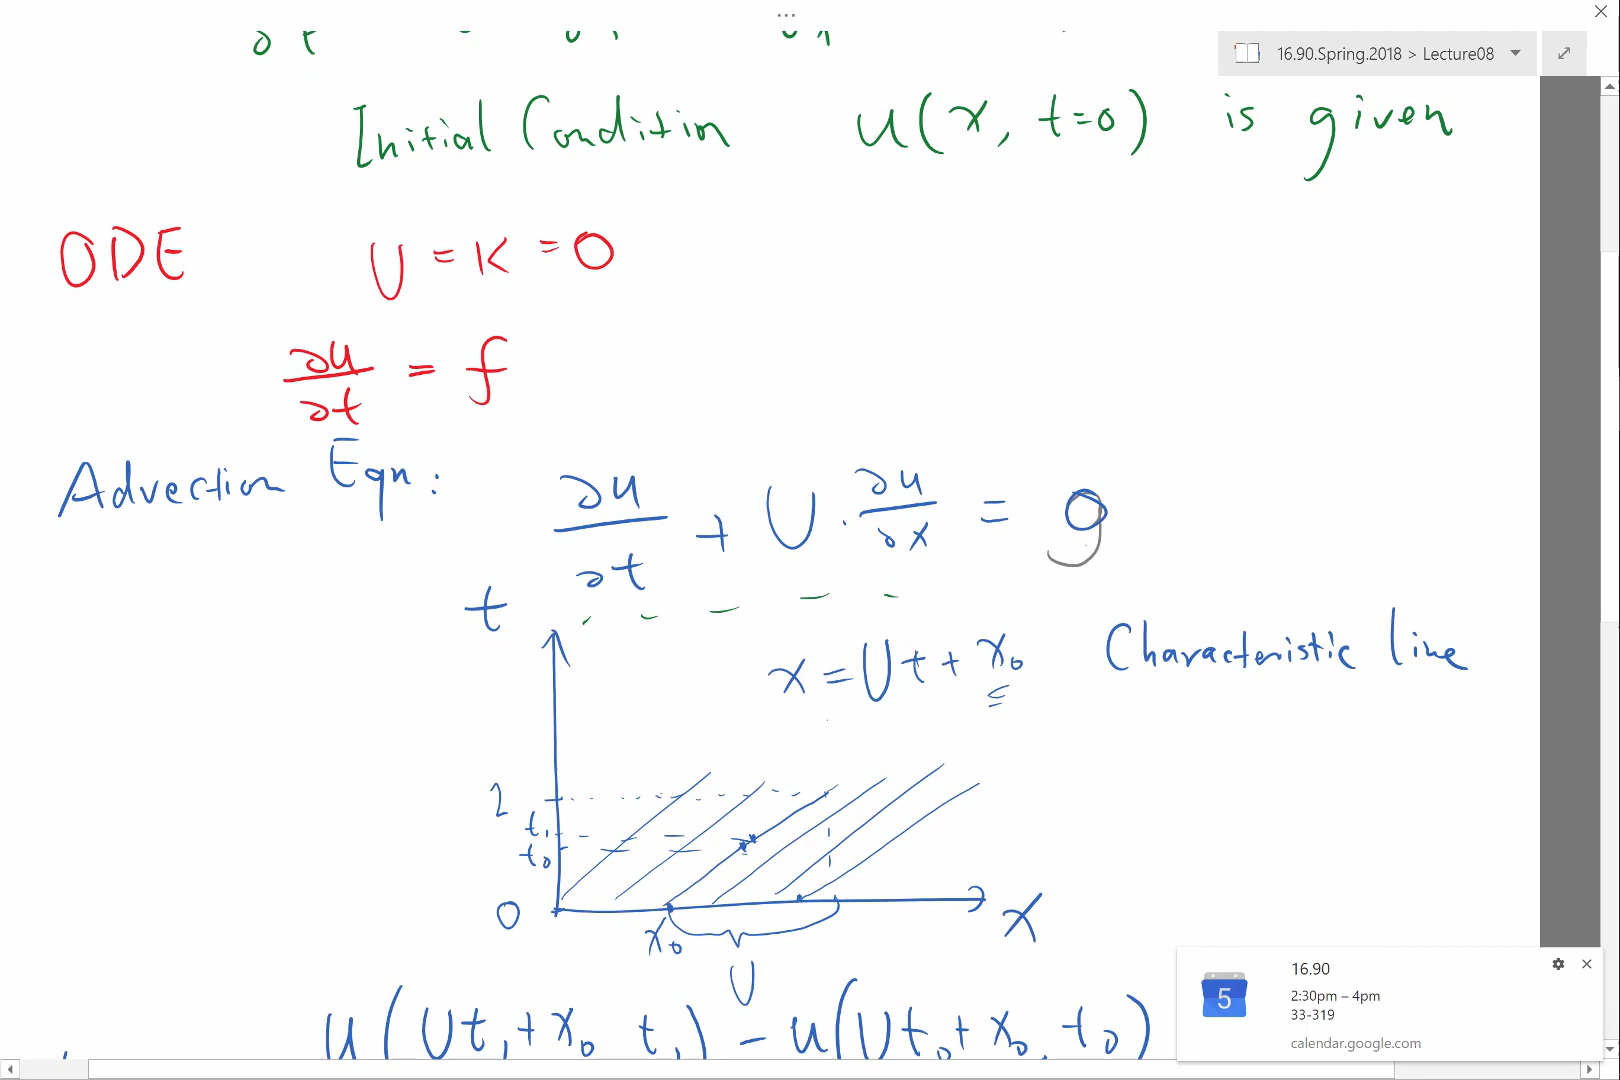 16.90.Spring.2018 > Lecture08
Initial Condition u(x, t=0) is given
ODE U = K = 0
∂u/∂t = f
Advection Eqn: ∂u/∂t + U · ∂u/∂x = 0
t
x = Ut + x₀ Characteristic line
2
t₁
t₀
0
x₀ x
U
u(Ut₁+x₀, t₁) – u(Ut₀+x₀, t₀)
16.90
5
2:30pm – 4pm
33-319
calendar.google.com